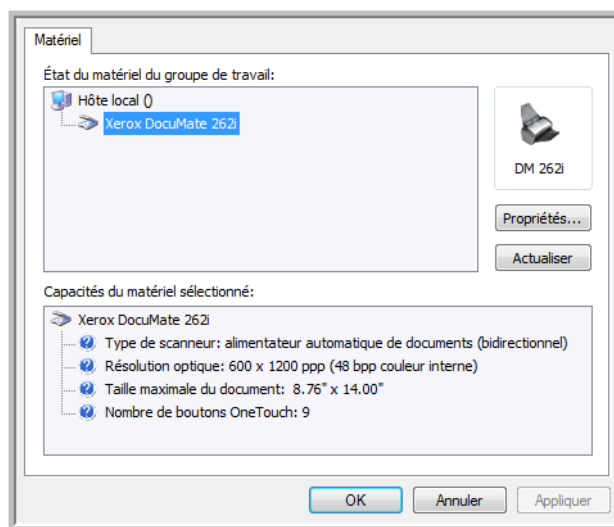 Matériel
État du matériel du groupe de travail:
Hôte local ()
Xerox DocuMate 262i
DM 262i
Propriétés...
Actualiser
Capacités du matériel sélectionné:
Xerox DocuMate 262i
Type de scanneur: alimentateur automatique de documents (bidirectionnel)
Résolution optique: 600 x 1200 ppp (48 bpp couleur interne)
Taille maximale du document: 8.76" x 14.00"
Nombre de boutons OneTouch: 9
OK
Annuler
Appliquer